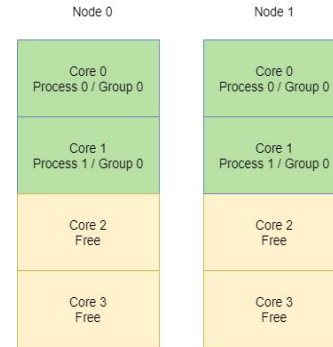 Node 0
Core 0
Process 0 / Group 0
Core 1
Process 1 / Group 0
Core 2
Free
Core 3
Free
Node 1
Core 0
Process 0 / Group 0
Core 1
Process 1 / Group 0
Core 2
Free
Core 3
Free